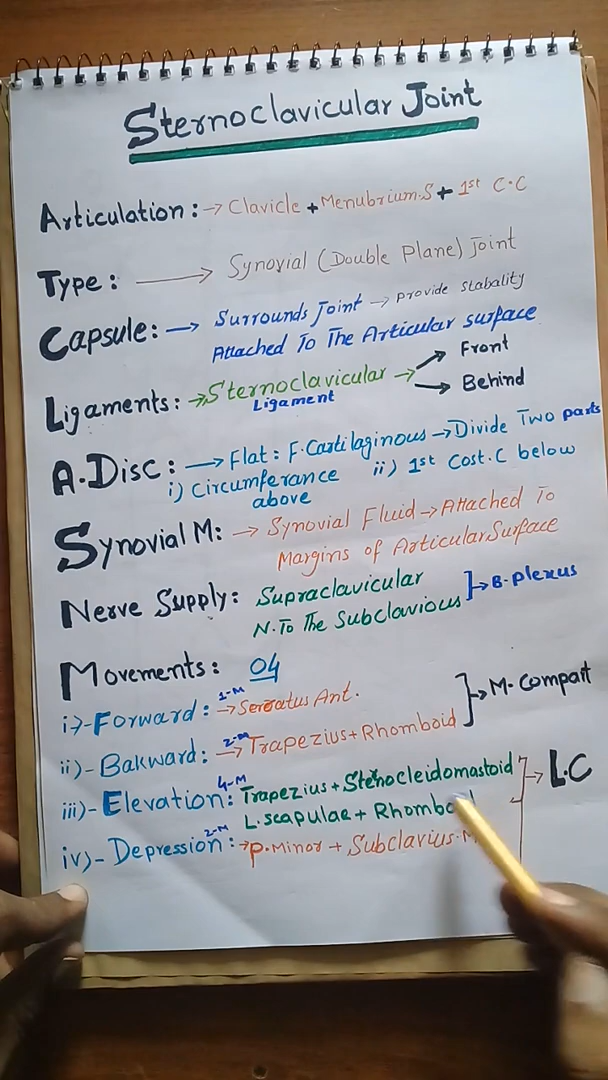 Sternoclavicular Joint
Articulation: → Clavicle + Menubrium.S + 1st C.C
Type: → Synovial (Double Plane) Joint
Capsule: → Surrounds Joint → provide stabality
Attached To The Articular surface
Ligaments: → Sternoclavicular Ligament → Front
→ Behind
A.Disc: → Flat: F.Cartilaginous → Divide Two parts
i) Circumferance above ii) 1st Cost.C below
Synovial M: → Synovial Fluid → Attached To
Margins of Articular Surface
Nerve Supply: Supraclavicular
N.To The Subclavious ]→ B.plexus
Movements: 04
i)- Forward: 1-M → Serratus Ant.
ii)- Bakward: 2-M → Trapezius + Rhomboid ]→ M.Compart
iii)- Elevation: 4-M Trapezius + Stenocleidomastoid
L.scapulae + ]→ L.C
iv)- Depression: 2-M → P.Minor + Subclavius.